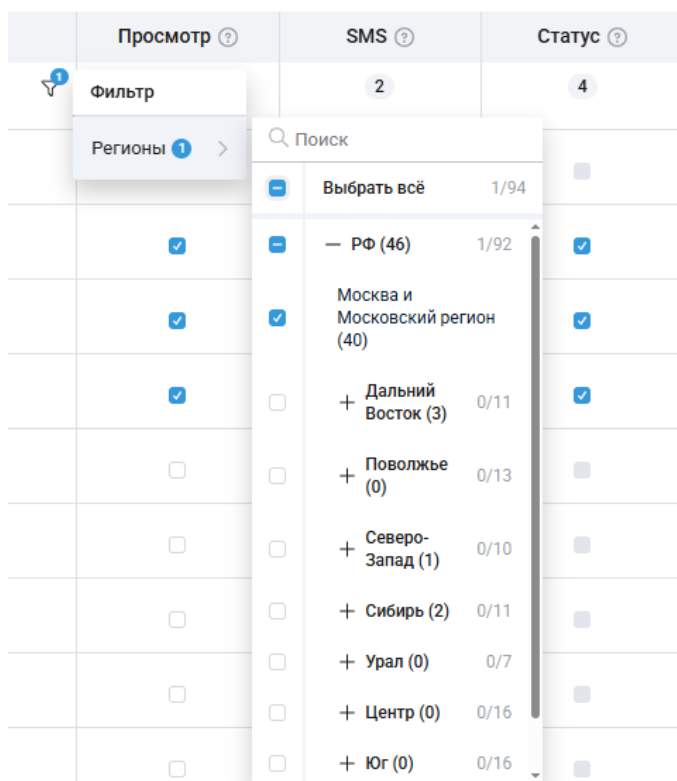 Просмотр ? SMS ? Статус ?
1 Фильтр 2 4
Регионы 1
Поиск
Выбрать всё 1/94
РФ (46) 1/92
Москва и
Московский регион
(40)
Дальний
Восток (3) 0/11
Поволжье
(0) 0/13
Северо-
Запад (1) 0/10
Сибирь (2) 0/11
Урал (0) 0/7
Центр (0) 0/16
Юг (0) 0/16